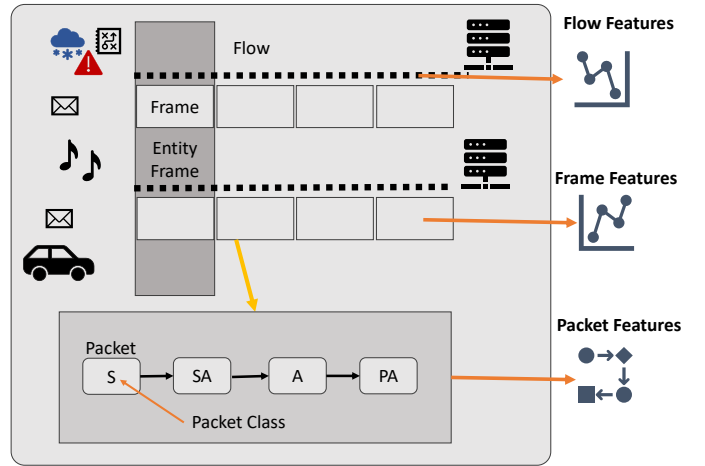 Flow Features
Flow
Frame
Entity
Frame
Frame Features
Packet Features
Packet
S
SA
A
PA
Packet Class